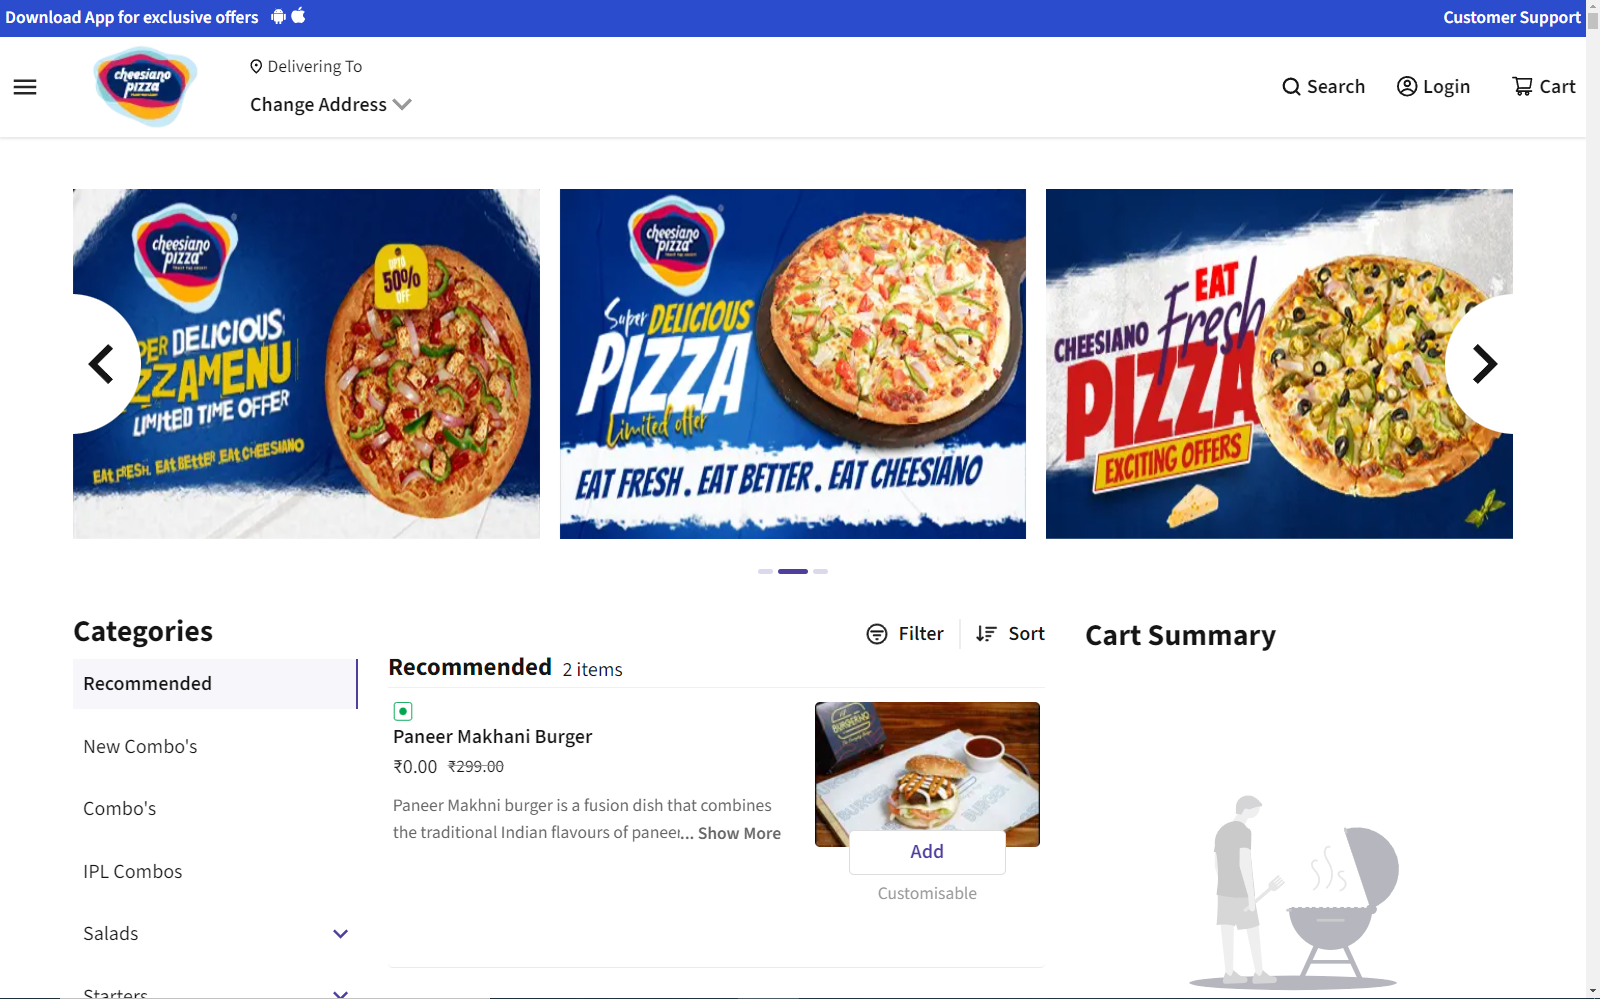 Download App for exclusive offers
Customer Support
cheesiano
pizza
Delivering To
Change Address
Search
Login
Cart
cheesiano
pizza
UPTO
50%
OFF
DELICIOUS
MENU
LIMITED TIME OFFER
EAT FRESH. EAT BETTER. EAT CHEESIANO
cheesiano
pizza
Super DELICIOUS
PIZZA
Limited offer
EAT FRESH . EAT BETTER . EAT CHEESIANO
EAT
CHEESIANO Fresh
PIZZA
EXCITING OFFERS
Categories
Filter
Sort
Cart Summary
Recommended
Recommended 2 items
Paneer Makhani Burger
₹0.00 ₹299.00
Paneer Makhni burger is a fusion dish that combines
the traditional Indian flavours of paneer... Show More
Add
Customisable
New Combo's
Combo's
IPL Combos
Salads
Starters